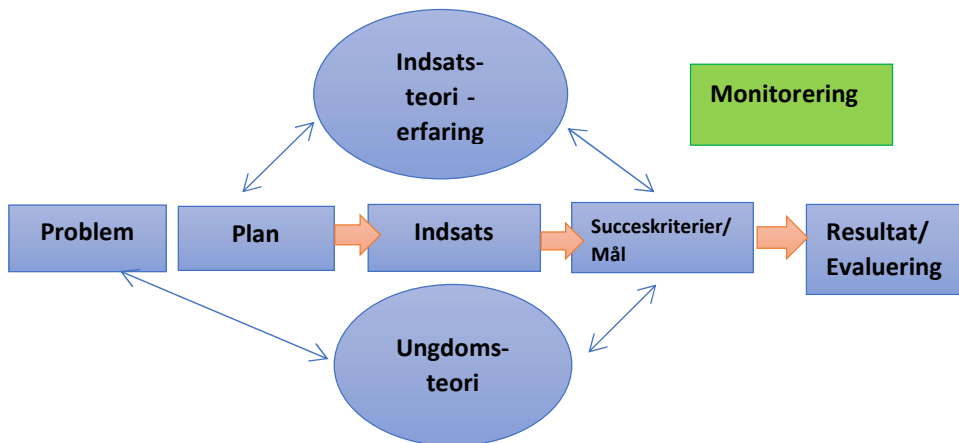 Indsats-
teori -
erfaring
Monitorering
Problem
Plan
Indsats
Succeskriterier/
Mål
Resultat/
Evaluering
Ungdoms-
teori